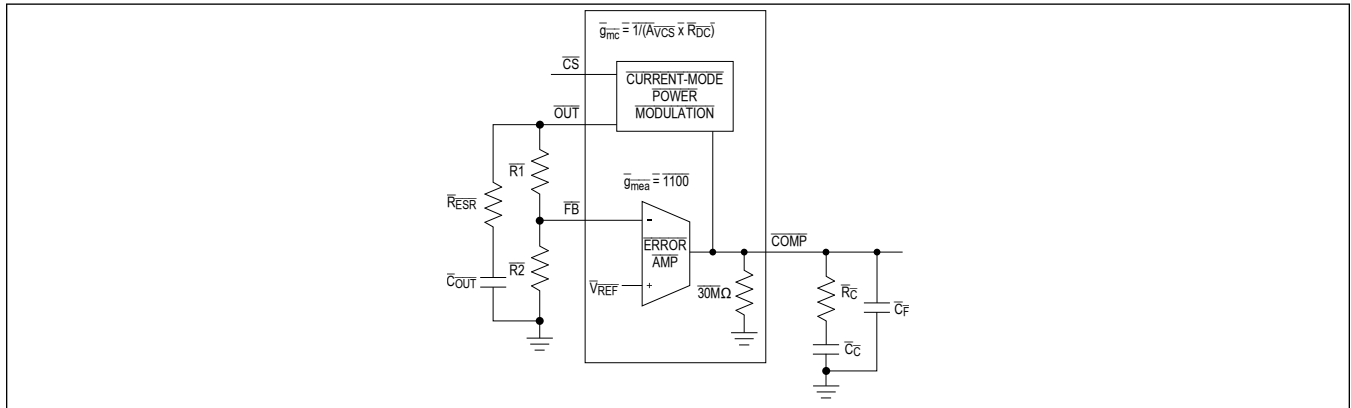 gmc = 1/(AVCS x RDC)
CS
CURRENT-MODE
POWER
MODULATION
OUT
R1
gmea = 1100
RESR
FB
-
ERROR
AMP
COMP
R2
COUT
VREF
+
30MΩ
RC
CF
CC